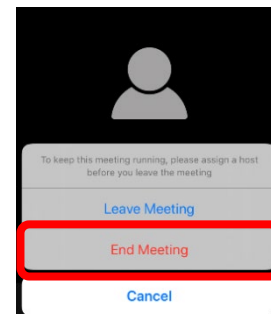 To keep this meeting running, please assign a host
before you leave the meeting
Leave Meeting
End Meeting
Cancel